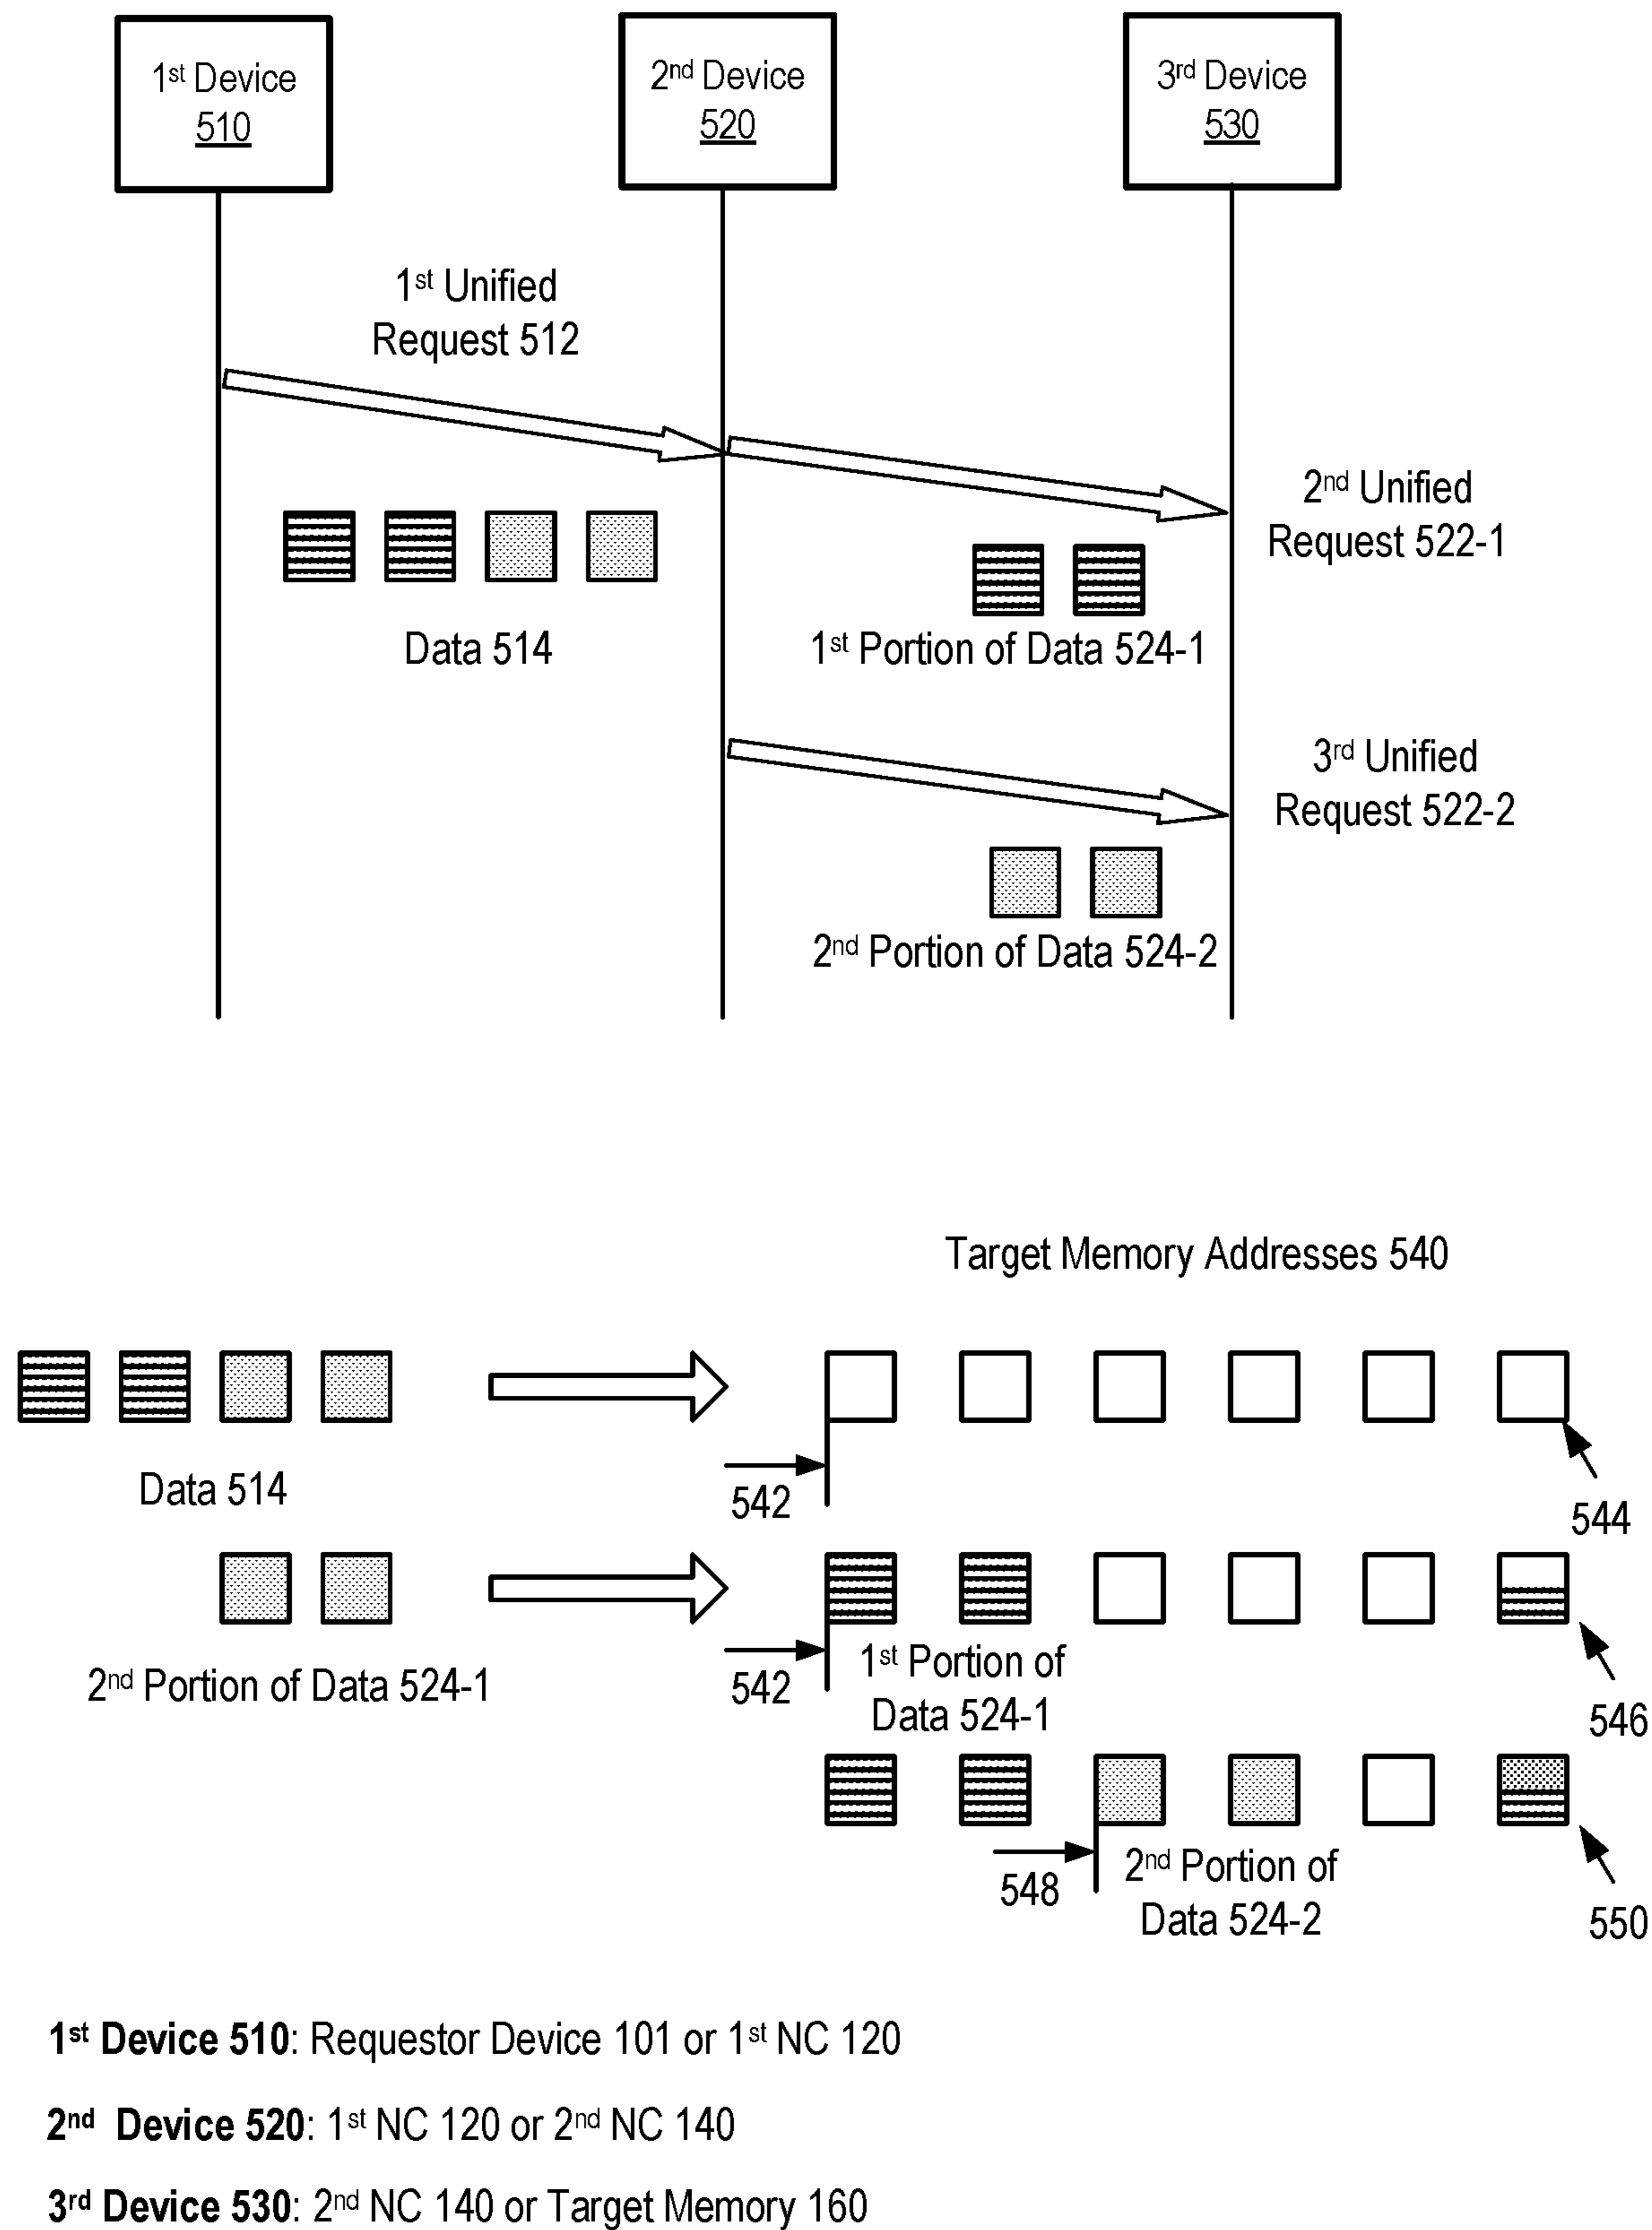 1st Device
510
2nd Device
520
3rd Device
530
1st Unified
Request 512
2nd Unified
Request 522-1
Data 514
1st Portion of Data 524-1
3rd Unified
Request 522-2
2nd Portion of Data 524-2
Target Memory Addresses 540
Data 514
542
544
2nd Portion of Data 524-1
542
1st Portion of
Data 524-1
546
548
2nd Portion of
Data 524-2
550
1st Device 510: Requestor Device 101 or 1st NC 120
2nd Device 520: 1st NC 120 or 2nd NC 140
3rd Device 530: 2nd NC 140 or Target Memory 160